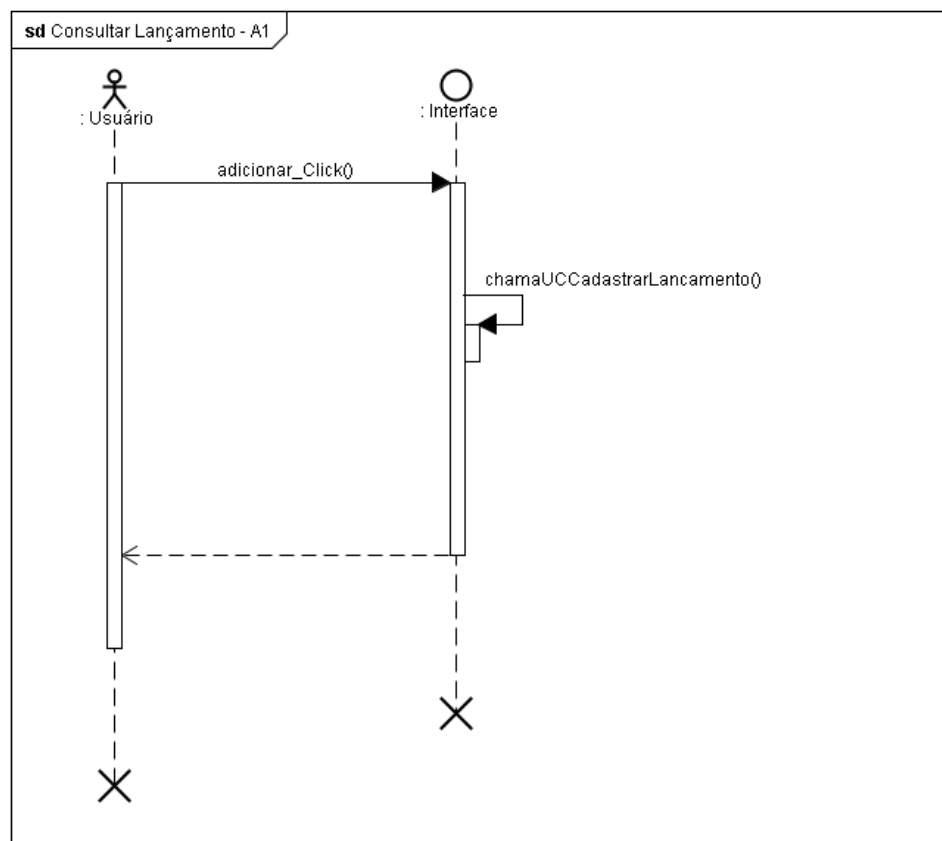 sd Consultar Lançamento - A1
: Usuário
: Interface
adicionar_Click()
chamaUCCadastrarLancamento()